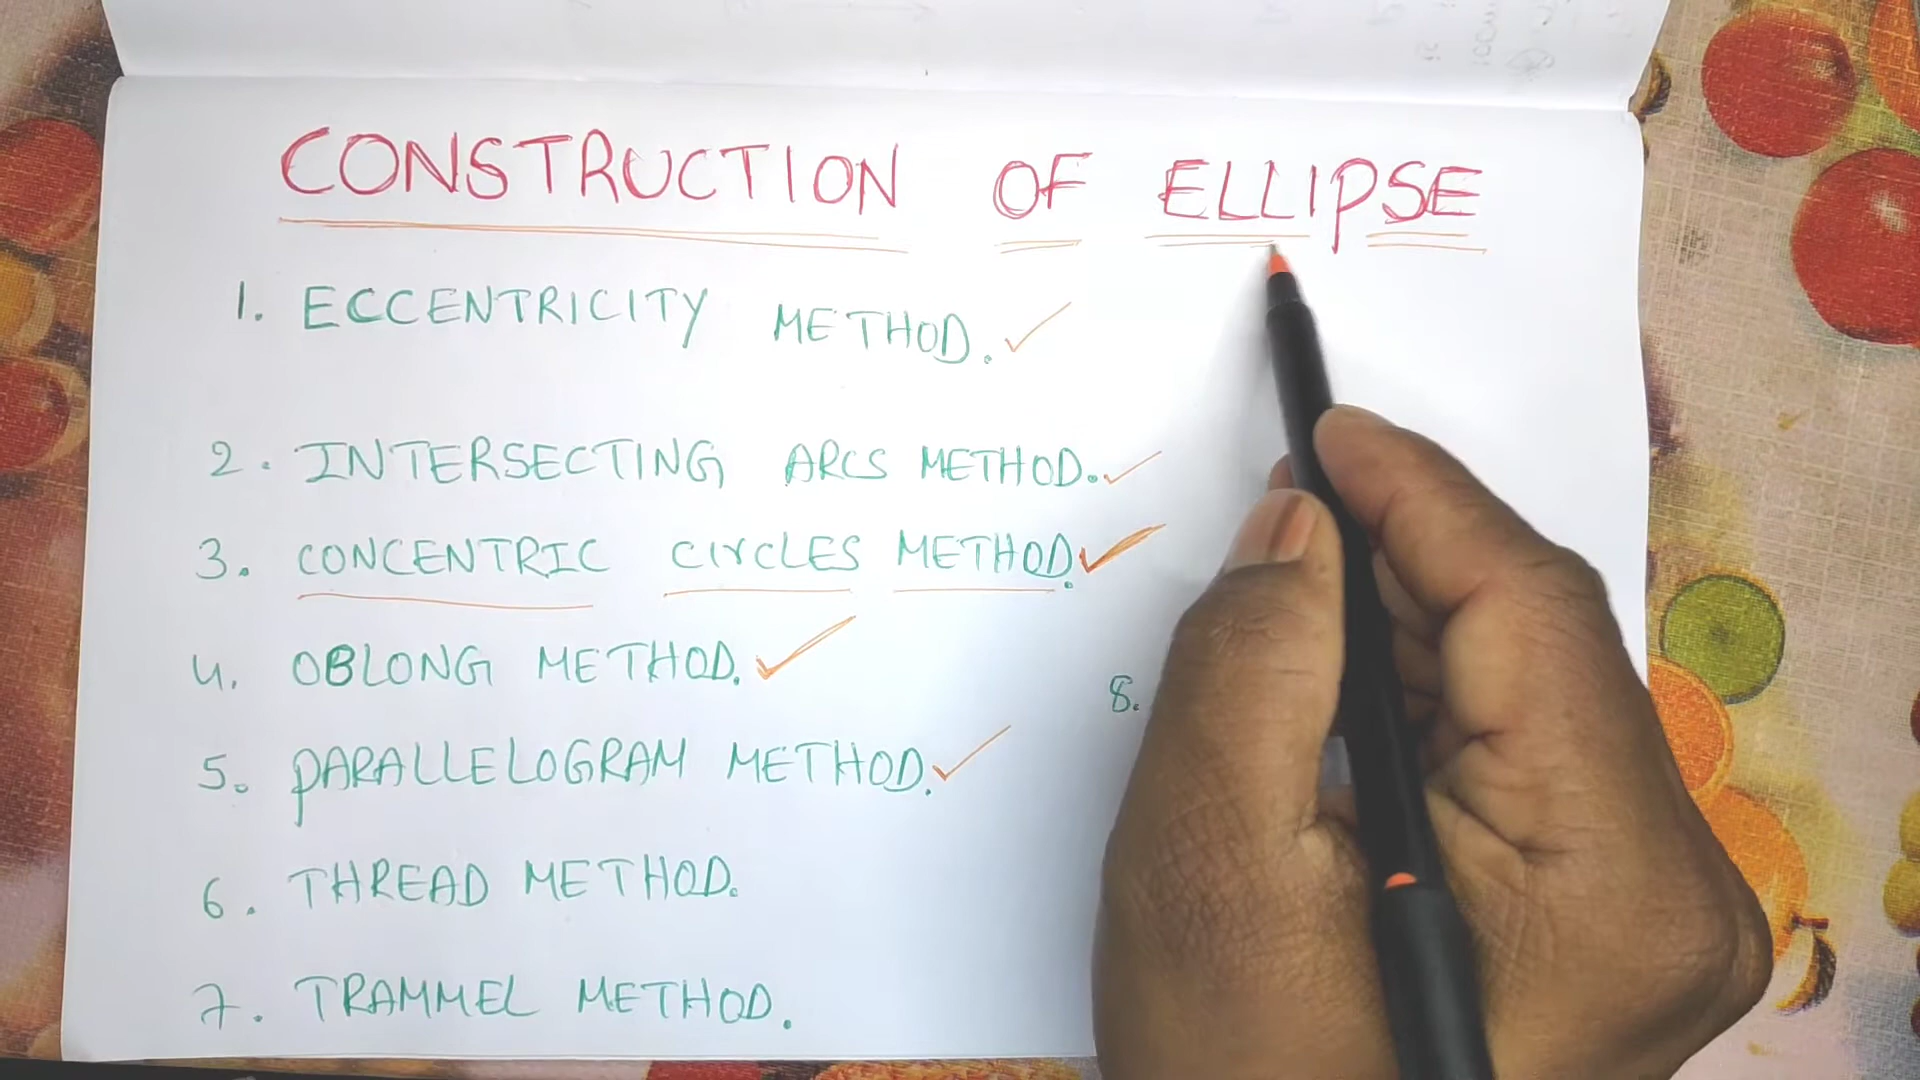 CONSTRUCTION OF ELLIPSE
1. ECCENTRICITY METHOD.
2. INTERSECTING ARCS METHOD.
3. CONCENTRIC CIRCLES METHOD.
4. OBLONG METHOD.
5. PARALLELOGRAM METHOD.
6. THREAD METHOD.
7. TRAMMEL METHOD.
8.